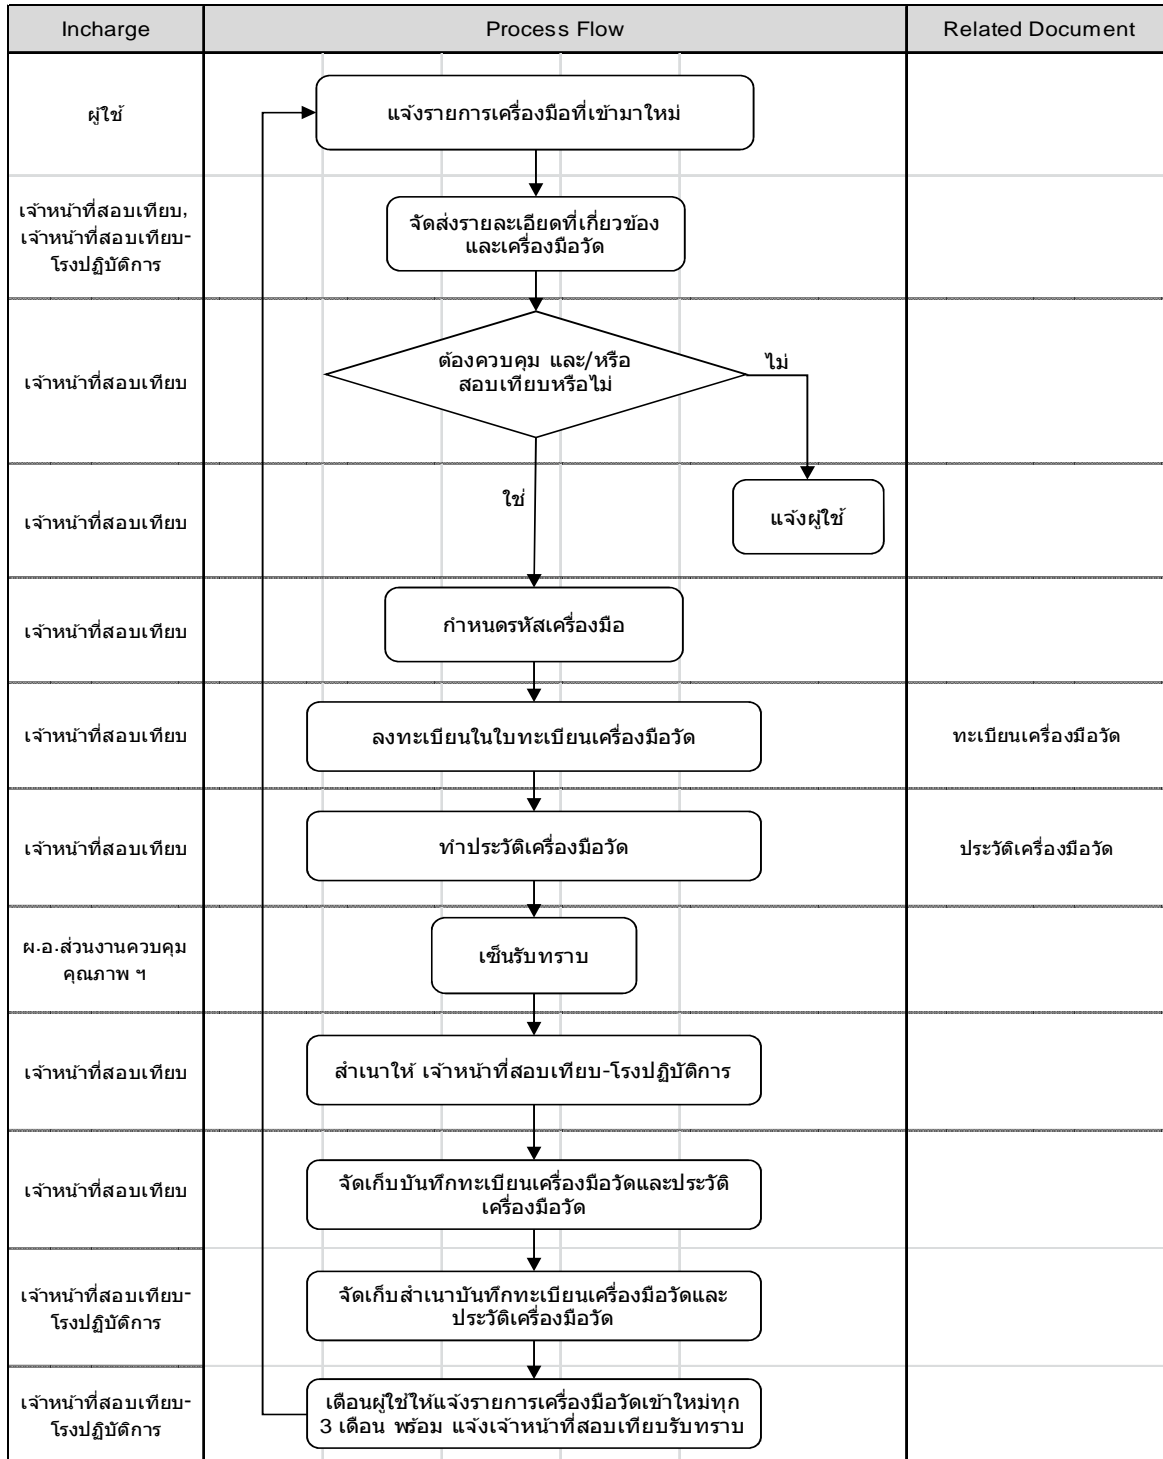 Incharge
Process Flow
Related Document
ผู้ใช้
แจ้งรายการเครื่องมือที่เข้ามาใหม่
เจ้าหน้าที่สอบเทียบ,
เจ้าหน้าที่สอบเทียบ-
โรงปฏิบัติการ
จัดส่งรายละเอียดที่เกี่ยวข้อง
และเครื่องมือวัด
เจ้าหน้าที่สอบเทียบ
ต้องควบคุม และ/หรือ
สอบเทียบหรือไม่
ไม่
เจ้าหน้าที่สอบเทียบ
ใช่
แจ้งผู้ใช้
เจ้าหน้าที่สอบเทียบ
กำหนดรหัสเครื่องมือ
เจ้าหน้าที่สอบเทียบ
ลงทะเบียนในใบทะเบียนเครื่องมือวัด
ทะเบียนเครื่องมือวัด
เจ้าหน้าที่สอบเทียบ
ทำประวัติเครื่องมือวัด
ประวัติเครื่องมือวัด
ผ.อ.ส่วนงานควบคุม
คุณภาพ ฯ
เซ็นรับทราบ
เจ้าหน้าที่สอบเทียบ
สำเนาให้ เจ้าหน้าที่สอบเทียบ-โรงปฏิบัติการ
เจ้าหน้าที่สอบเทียบ
จัดเก็บบันทึกทะเบียนเครื่องมือวัดและประวัติ
เครื่องมือวัด
เจ้าหน้าที่สอบเทียบ-
โรงปฏิบัติการ
จัดเก็บสำเนาบันทึกทะเบียนเครื่องมือวัดและ
ประวัติเครื่องมือวัด
เจ้าหน้าที่สอบเทียบ-
โรงปฏิบัติการ
เตือนผู้ใช้ให้แจ้งรายการเครื่องมือวัดเข้าใหม่ทุก
3 เดือน พร้อม แจ้งเจ้าหน้าที่สอบเทียบรับทราบ